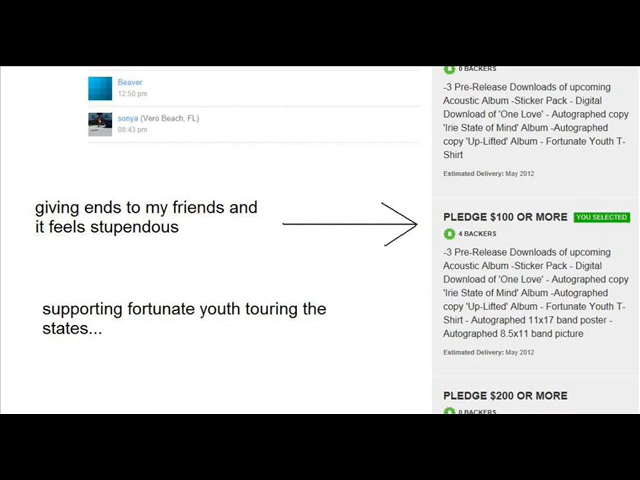 Beaver
12:50 pm
sonya (Vero Beach, FL)
08:43 pm
giving ends to my friends and
it feels stupendous
supporting fortunate youth touring the
states...
0 BACKERS
-3 Pre-Release Downloads of upcoming
Acoustic Album -Sticker Pack - Digital
Download of 'One Love' - Autographed copy
'Irie State of Mind' Album -Autographed
copy 'Up-Lifted' Album - Fortunate Youth T-
Shirt
Estimated Delivery: May 2012
PLEDGE $100 OR MORE YOU SELECTED
4 BACKERS
-3 Pre-Release Downloads of upcoming
Acoustic Album -Sticker Pack - Digital
Download of 'One Love' - Autographed copy
'Irie State of Mind' Album -Autographed
copy 'Up-Lifted' Album - Fortunate Youth T-
Shirt - Autographed 11x17 band poster -
Autographed 8.5x11 band picture
Estimated Delivery: May 2012
PLEDGE $200 OR MORE
0 BACKERS